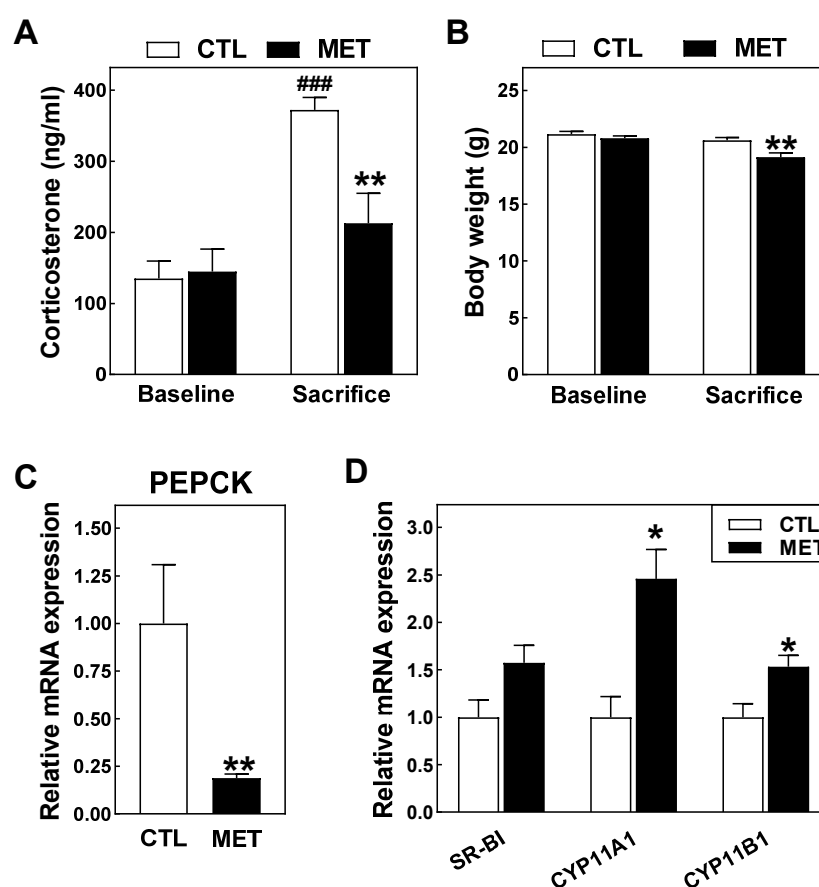 A
CTL MET
Corticosterone (ng/ml)
400
300
200
100
0
###
**
Baseline Sacrifice
B
CTL MET
Body weight (g)
25
20
15
10
5
0
**
Baseline Sacrifice
C
PEPCK
Relative mRNA expression
1.50
1.25
1.00
0.75
0.50
0.25
0.00
**
CTL MET
D
Relative mRNA expression
3.0
2.5
2.0
1.5
1.0
0.5
0.0
CTL
MET
*
*
SR-BI CYP11A1 CYP11B1